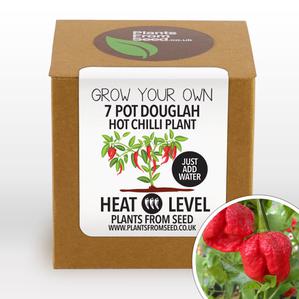 Plants
From
Seed.co.uk
GROW YOUR OWN
7 POT DOUGLAH
HOT CHILLI PLANT
JUST
ADD
WATER
HEAT LEVEL
PLANTS FROM SEED
WWW.PLANTSFROMSEED.CO.UK